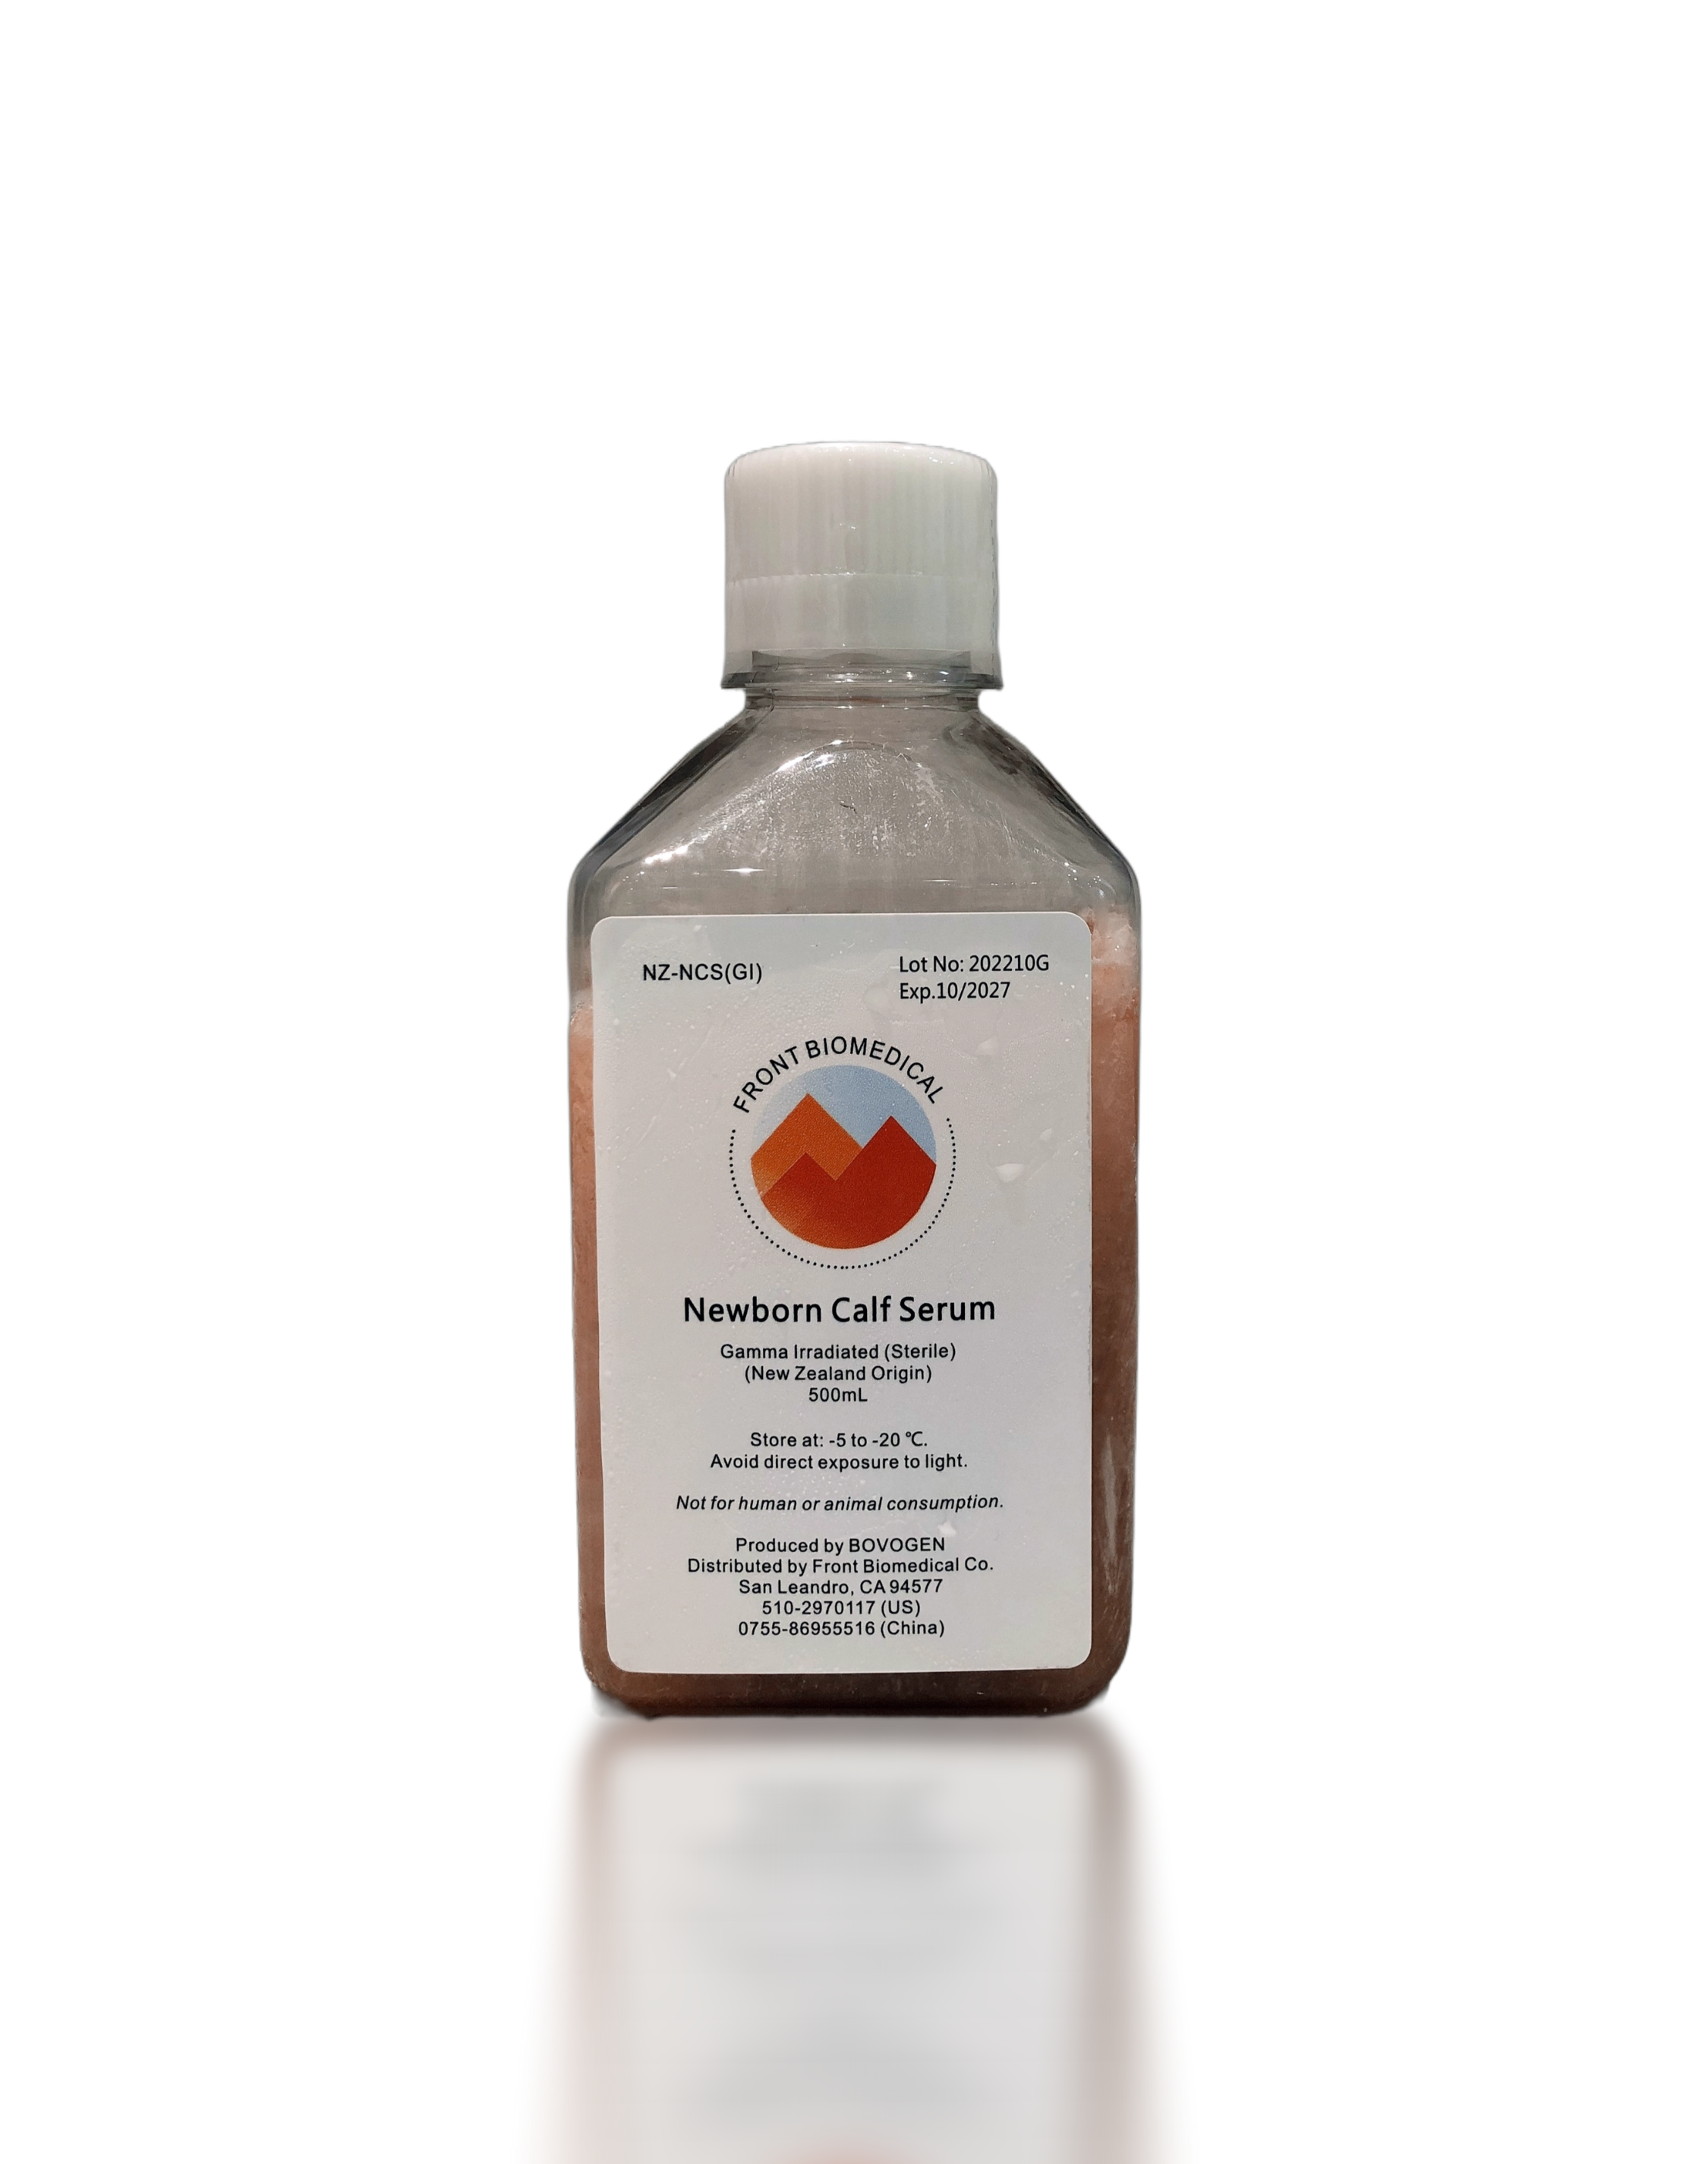 NZ-NCS(GI)
Lot No: 202210G
Exp.10/2027
FRONT BIOMEDICAL
Newborn Calf Serum
Gamma Irradiated (Sterile)
(New Zealand Origin)
500mL
Store at: -5 to -20 ℃.
Avoid direct exposure to light.
Not for human or animal consumption.
Produced by BOVOGEN
Distributed by Front Biomedical Co.
San Leandro, CA 94577
510-2970117 (US)
0755-86955516 (China)